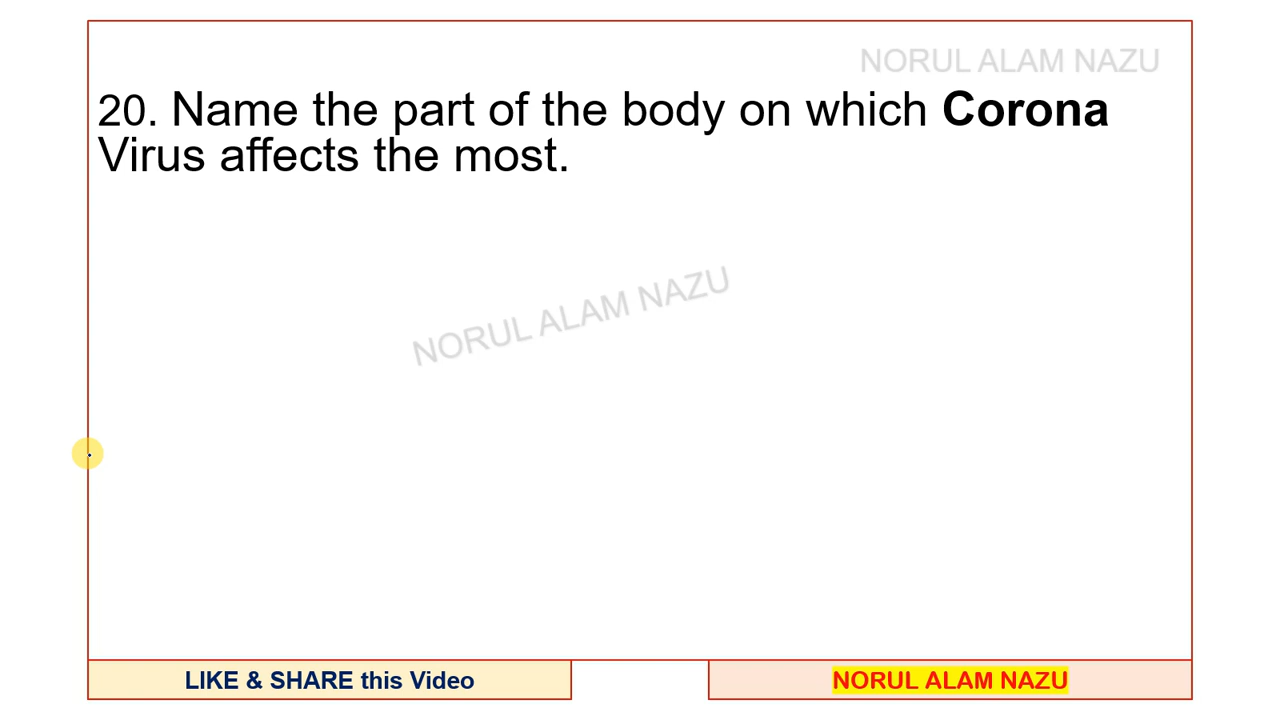 NORUL ALAM NAZU
20. Name the part of the body on which Corona
Virus affects the most.
NORUL ALAM NAZU
LIKE & SHARE this Video
NORUL ALAM NAZU